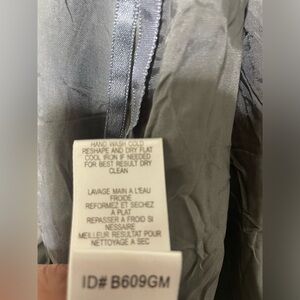 HAND WASH COLD
RESHAPE AND DRY FLAT
COOL IRON IF NEEDED
FOR BEST RESULT DRY
CLEAN
LAVAGE MAIN A L'EAU
FROIDE
REFORMEZ ET SECHEZ
A PLAT
REPASSER A FROID SI
NECESSAIRE
MEILLEUR RESULTAT POUR
NETTOYAGE A SEC
ID# B609GM